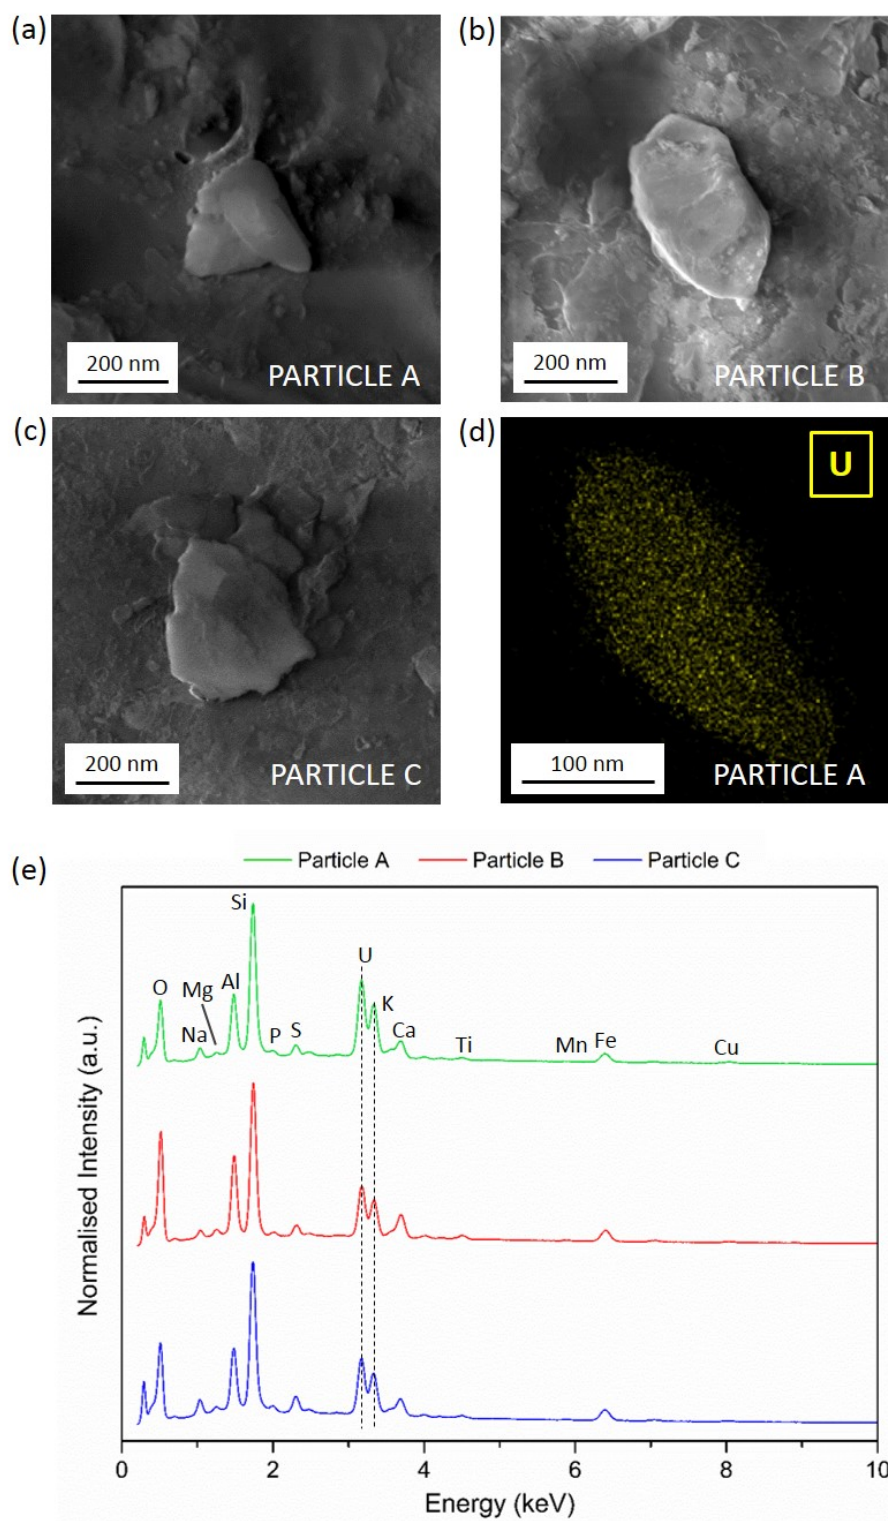 (a)
200 nm
PARTICLE A
(b)
200 nm
PARTICLE B
(c)
200 nm
PARTICLE C
(d)
U
100 nm
PARTICLE A
(e)
Particle A
Particle B
Particle C
Normalised Intensity (a.u.)
O
Na
Mg
Al
Si
P
S
U
K
Ca
Ti
Mn
Fe
Cu
0
2
4
6
8
10
Energy (keV)